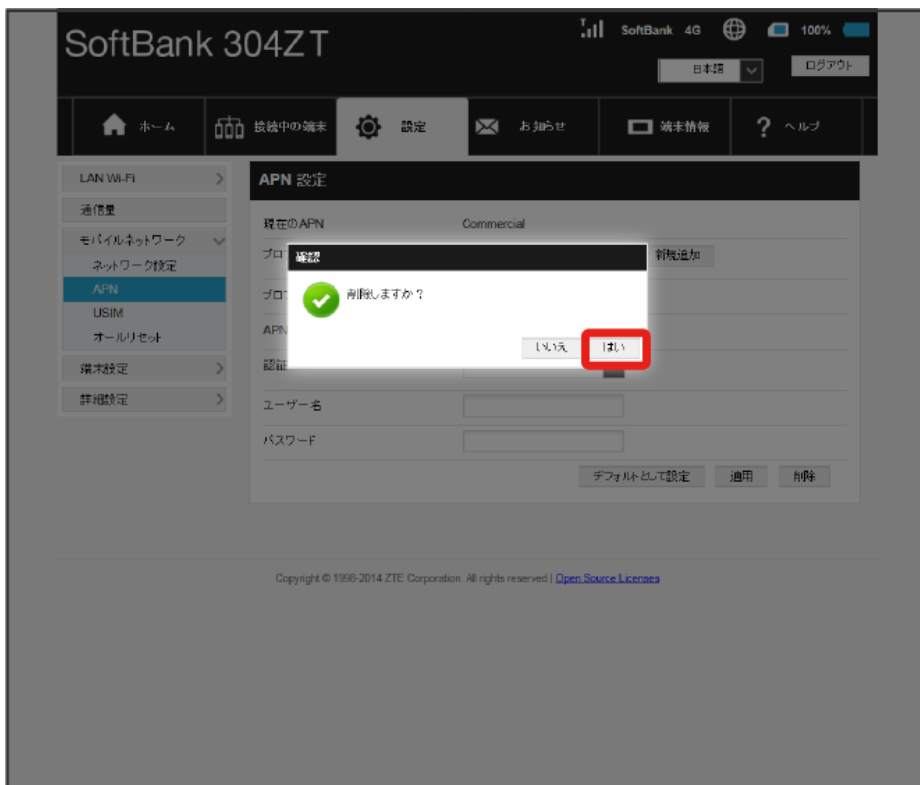 SoftBank 304ZT
SoftBank 4G 100%
日本語
ログアウト
ホーム
接続中の端末
設定
お知らせ
端末情報
? ヘルプ
LAN Wi-Fi
通信量
モバイルネットワーク
ネットワーク設定
APN
USIM
オールリセット
端末設定
詳細設定
APN 設定
現在のAPN Commercial
プロ
新規追加
確認
削除しますか?
いいえ
はい
プロ
APN
認証
ユーザー名
パスワード
デフォルトとして設定
適用
削除
Copyright © 1998-2014 ZTE Corporation. All rights reserved | Open Source Licenses